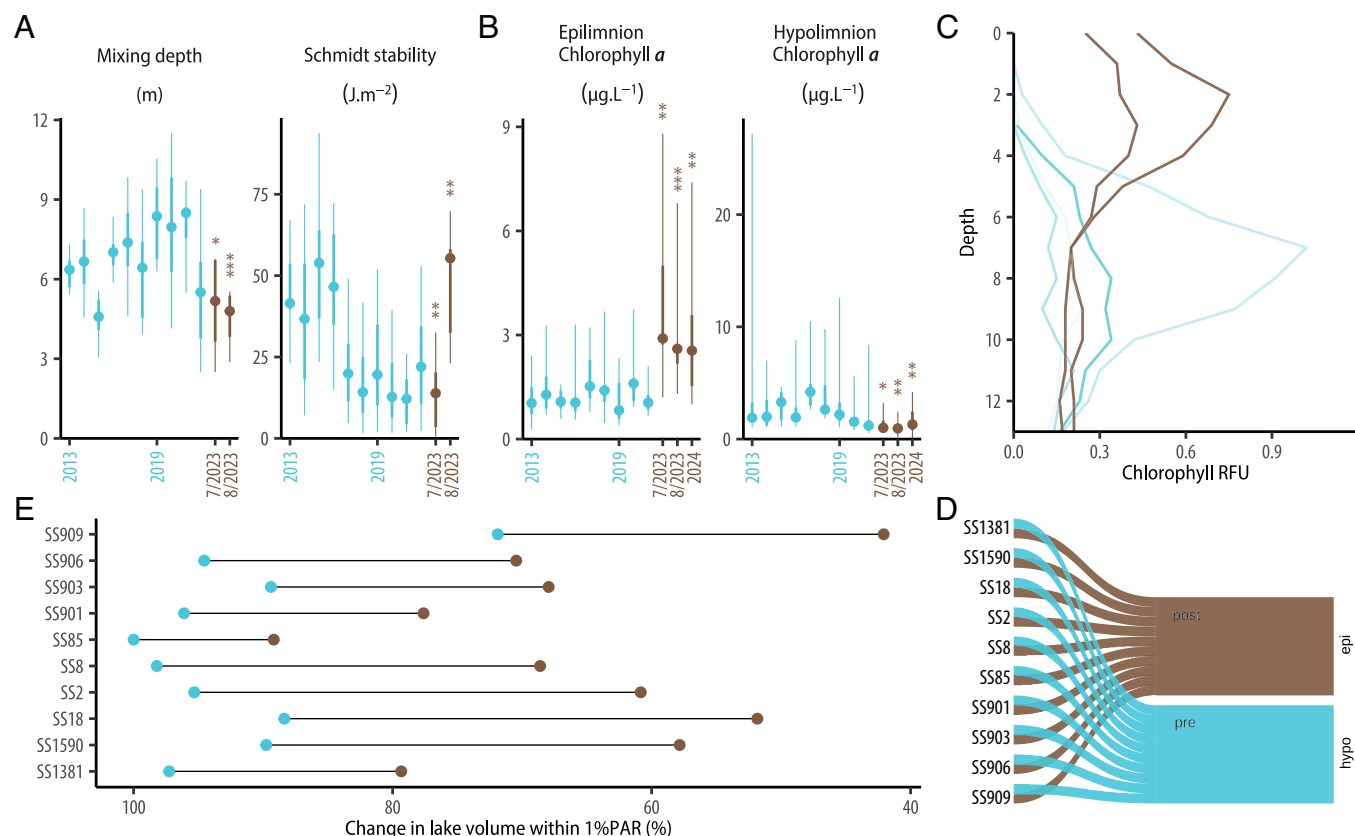 A
Mixing depth
(m)
12
9
6
3
0
2013
2019
7/2023
*
8/2023
***
Schmidt stability
(J.m⁻²)
75
50
25
0
2013
2019
7/2023
**
8/2023
**
B
Epilimnion
Chlorophyll a
(µg.L⁻¹)
9
6
3
0
2013
2019
7/2023
**
8/2023
***
2024
**
Hypolimnion
Chlorophyll a
(µg.L⁻¹)
20
10
0
2013
2019
7/2023
*
8/2023
**
2024
**
C
Depth
0
2
4
6
8
10
12
0.0
0.3
0.6
0.9
Chlorophyll RFU
E
SS909
SS906
SS903
SS901
SS85
SS8
SS2
SS18
SS1590
SS1381
100
80
60
40
Change in lake volume within 1%PAR (%)
D
SS1381
SS1590
SS18
SS2
SS8
SS85
SS901
SS903
SS906
SS909
post
pre
epi
hypo